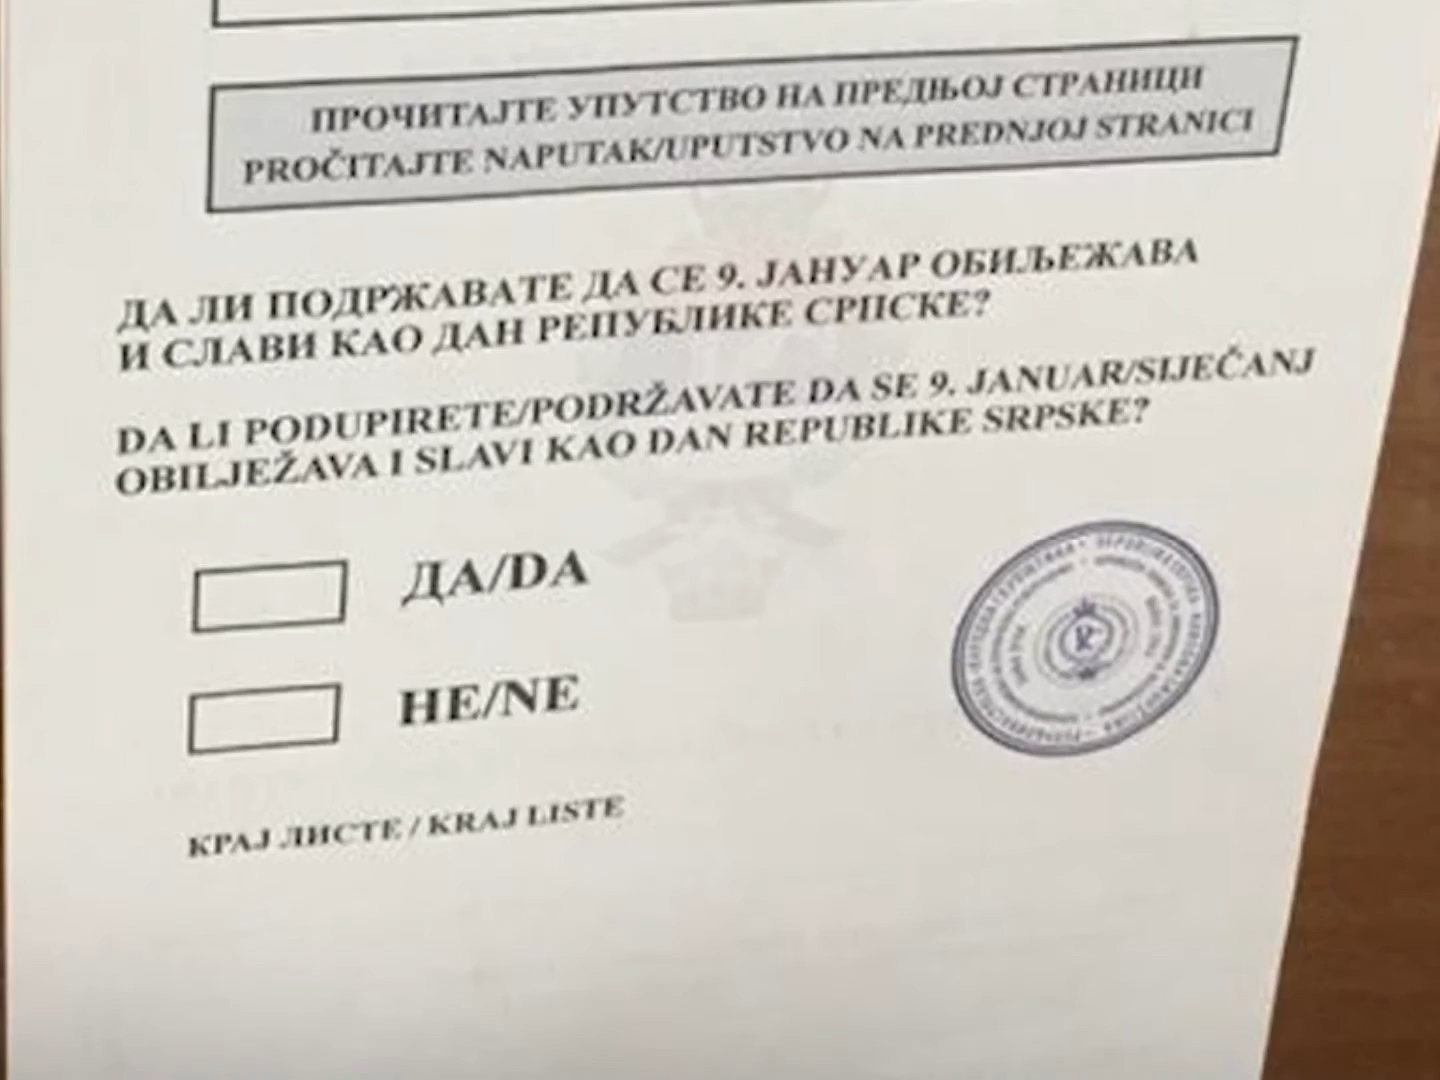 ПРОЧИТАЈТЕ УПУТСТВО НА ПРЕДЊОЈ СТРАНИЦИ
PROČITAJTE NAPUTAK/UPUTSTVO NA PREDNJOJ STRANICI
ДА ЛИ ПОДРЖАВАТЕ ДА СЕ 9. ЈАНУАР ОБИЉЕЖАВА
И СЛАВИ КАО ДАН РЕПУБЛИКЕ СРПСКЕ?
DA LI PODUPIRETE/PODRŽAVATE DA SE 9. JANUAR/SIJEČANJ
OBILJEŽAVA I SLAVI KAO DAN REPUBLIKE SRPSKE?
ДА/DA
НЕ/NE
КРАЈ ЛИСТЕ / KRAJ LISTE